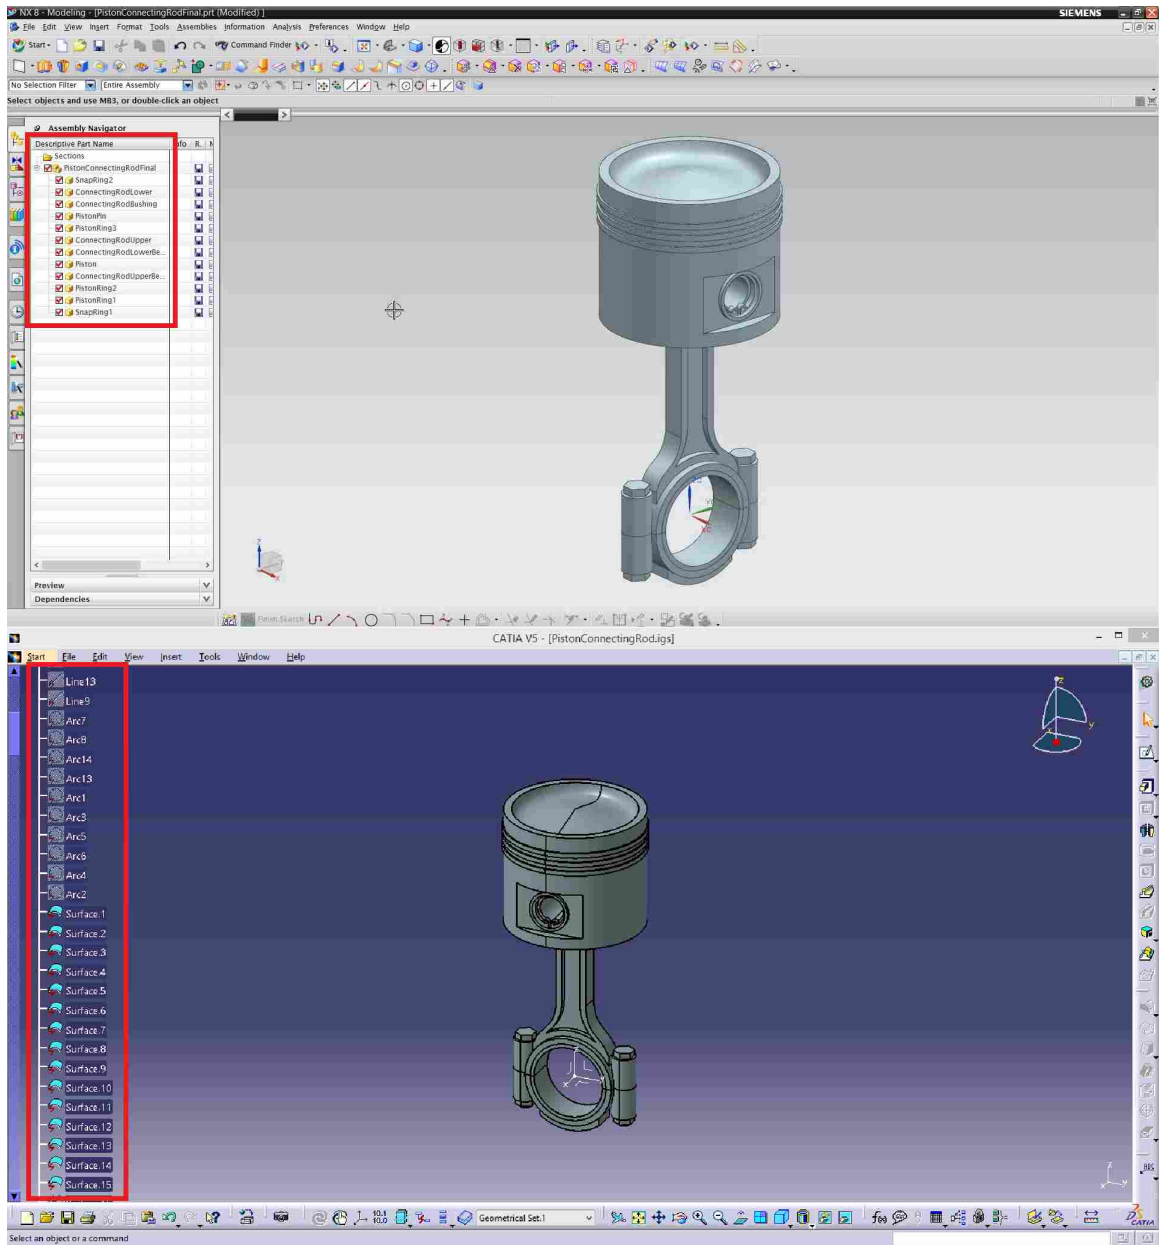 NX 8 - Modeling - [PistonConnectingRodFinal.prt (Modified) ]
SIEMENS
File Edit View Insert Format Tools Assemblies Information Analysis Preferences Window Help
Start
Command Finder
No Selection Filter
Entire Assembly
Select objects and use MB3, or double-click an object
Assembly Navigator
Descriptive Part Name
R.
Sections
PistonConnectingRodFinal
SnapRing2
ConnectingRodLower
ConnectingRodBushing
PistonPin
PistonRing3
ConnectingRodUpper
ConnectingRodLowerBe...
Piston
ConnectingRodUpperBe...
PistonRing2
PistonRing1
SnapRing1
Preview
Dependencies
Finish Sketch
CATIA V5 - [PistonConnectingRod.igs]
Start File Edit View Insert Tools Window Help
Line13
Line9
Arc7
Arc8
Arc14
Arc13
Arc1
Arc3
Arc5
Arc6
Arc4
Arc2
Surface.1
Surface.2
Surface.3
Surface.4
Surface.5
Surface.6
Surface.7
Surface.8
Surface.9
Surface.10
Surface.11
Surface.12
Surface.13
Surface.14
Surface.15
Geometrical Set.1
CATIA
Select an object or a command